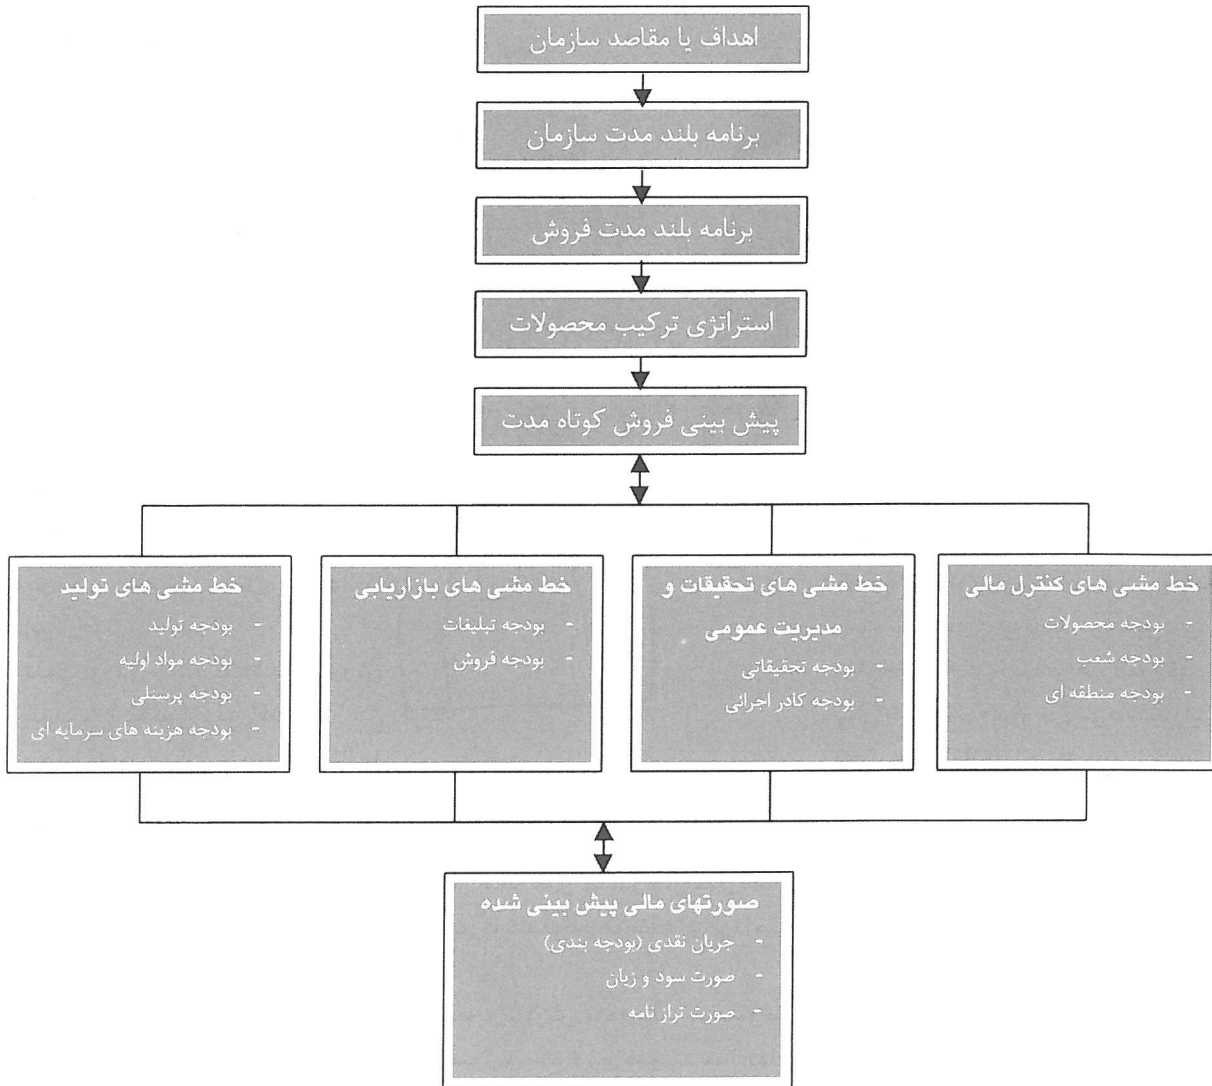 اهداف یا مقاصد سازمان
برنامه بلند مدت سازمان
برنامه بلند مدت فروش
استراتژی ترکیب محصولات
پیش بینی فروش کوتاه مدت
خط مشی های کنترل مالی
- بودجه محصولات
- بودجه شعب
- بودجه منطقه ای
خط مشی های تحقیقات و
مدیریت عمومی
- بودجه تحقیقاتی
- بودجه کادر اجرائی
خط مشی های بازاریابی
- بودجه تبلیغات
- بودجه فروش
خط مشی های تولید
- بودجه تولید
- بودجه مواد اولیه
- بودجه پرسنلی
- بودجه هزینه های سرمایه ای
صورتهای مالی پیش بینی شده
- جریان نقدی (بودجه بندی)
- صورت سود و زیان
- صورت تراز نامه